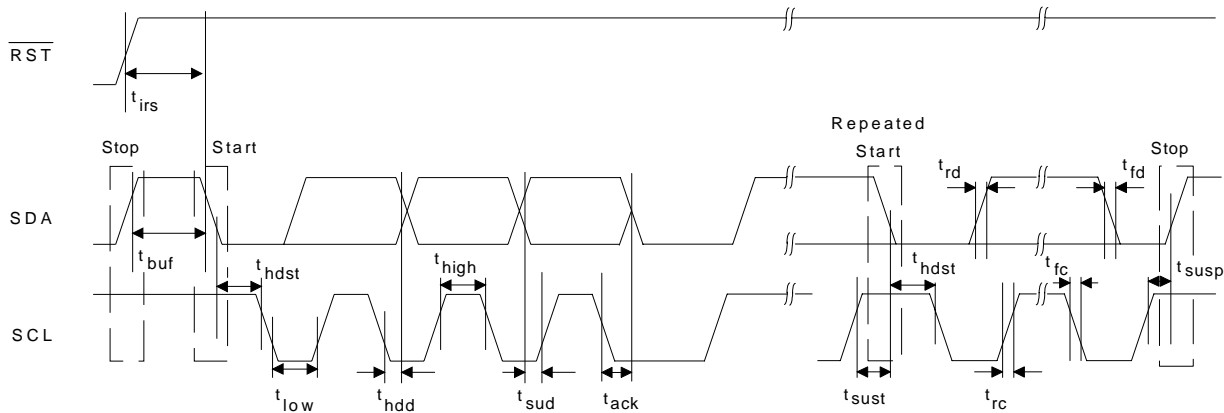 RST
t irs
Repeated
Stop Start Start Stop
t rd t fd
SDA
t buf t hdst t high t hdst t fc t susp
SCL
t low t hdd t sud t ack t sust t rc